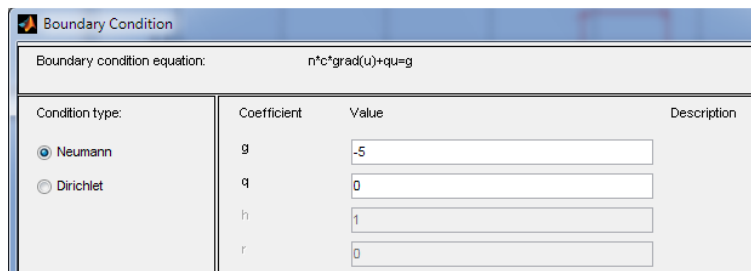 Boundary Condition
Boundary condition equation: n*c*grad(u)+qu=g
Condition type: Coefficient Value Description
Neumann g -5
Dirichlet q 0
h 1
r 0